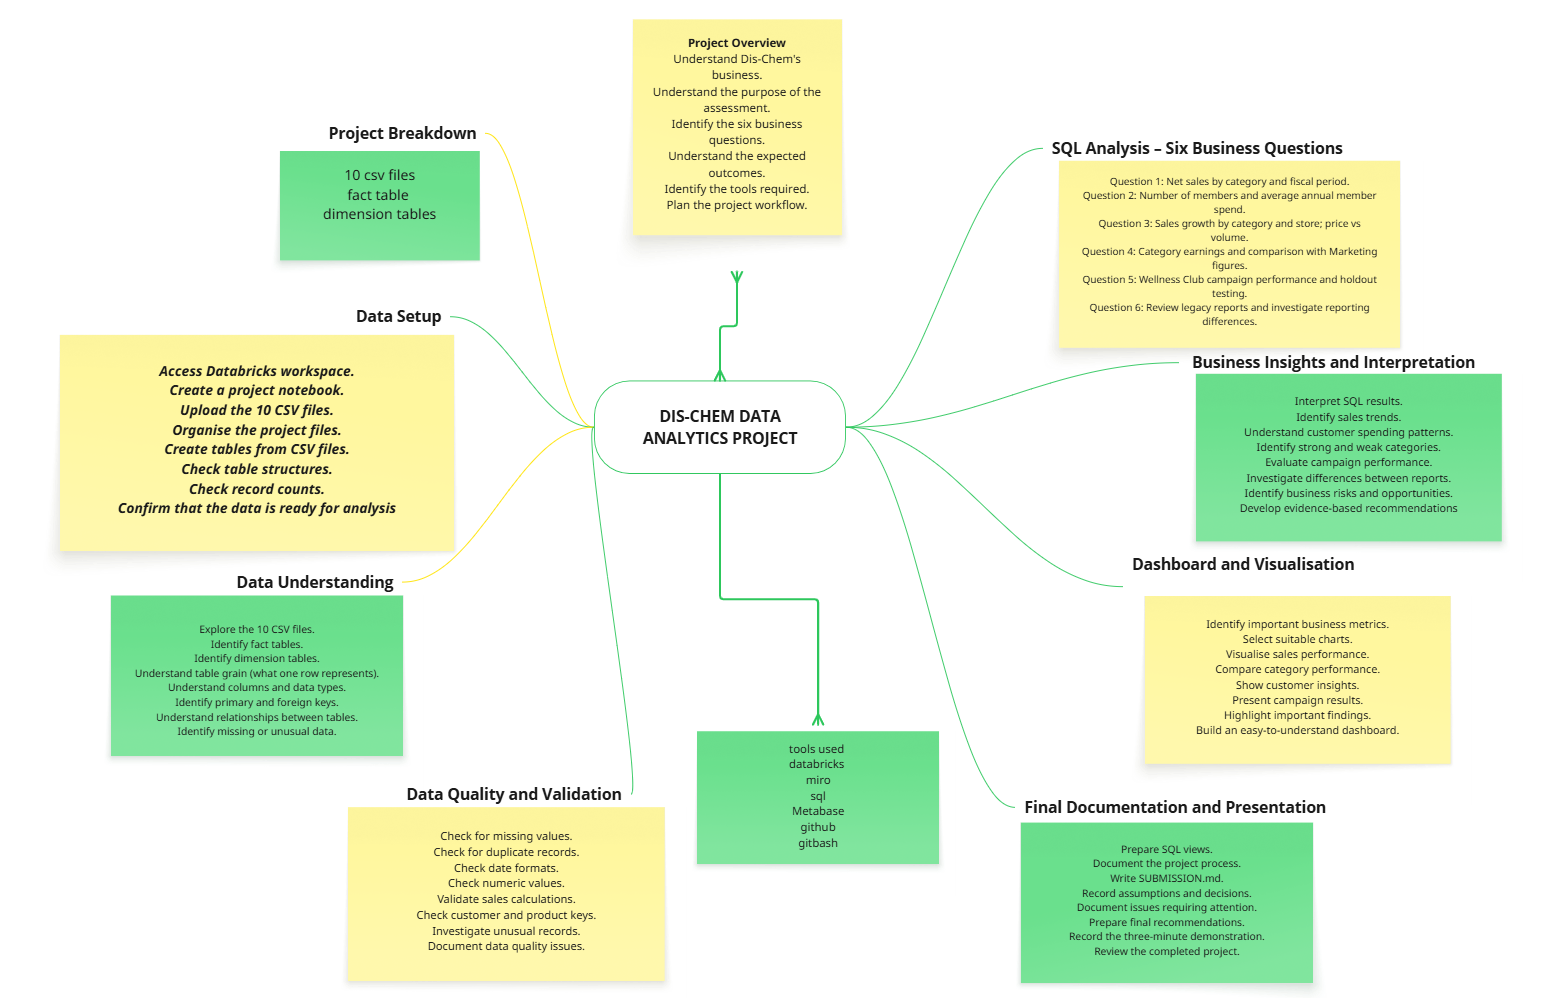 Project Overview
Understand Dis-Chem's
business.
Understand the purpose of the
assessment.
Identify the six business
questions.
Understand the expected
outcomes.
Identify the tools required.
Plan the project workflow.
Project Breakdown
10 csv files
fact table
dimension tables
Data Setup
Access Databricks workspace.
Create a project notebook.
Upload the 10 CSV files.
Organise the project files.
Create tables from CSV files.
Check table structures.
Check record counts.
Confirm that the data is ready for analysis
Data Understanding
Explore the 10 CSV files.
Identify fact tables.
Identify dimension tables.
Understand table grain (what one row represents).
Understand columns and data types.
Identify primary and foreign keys.
Understand relationships between tables.
Identify missing or unusual data.
Data Quality and Validation
Check for missing values.
Check for duplicate records.
Check date formats.
Check numeric values.
Validate sales calculations.
Check customer and product keys.
Investigate unusual records.
Document data quality issues.
DIS-CHEM DATA
ANALYTICS PROJECT
tools used
databricks
miro
sql
Metabase
github
gitbash
SQL Analysis – Six Business Questions
Question 1: Net sales by category and fiscal period.
Question 2: Number of members and average annual member
spend.
Question 3: Sales growth by category and store; price vs
volume.
Question 4: Category earnings and comparison with Marketing
figures.
Question 5: Wellness Club campaign performance and holdout
testing.
Question 6: Review legacy reports and investigate reporting
differences.
Business Insights and Interpretation
Interpret SQL results.
Identify sales trends.
Understand customer spending patterns.
Identify strong and weak categories.
Evaluate campaign performance.
Investigate differences between reports.
Identify business risks and opportunities.
Develop evidence-based recommendations
Dashboard and Visualisation
Identify important business metrics.
Select suitable charts.
Visualise sales performance.
Compare category performance.
Show customer insights.
Present campaign results.
Highlight important findings.
Build an easy-to-understand dashboard.
Final Documentation and Presentation
Prepare SQL views.
Document the project process.
Write SUBMISSION.md.
Record assumptions and decisions.
Document issues requiring attention.
Prepare final recommendations.
Record the three-minute demonstration.
Review the completed project.